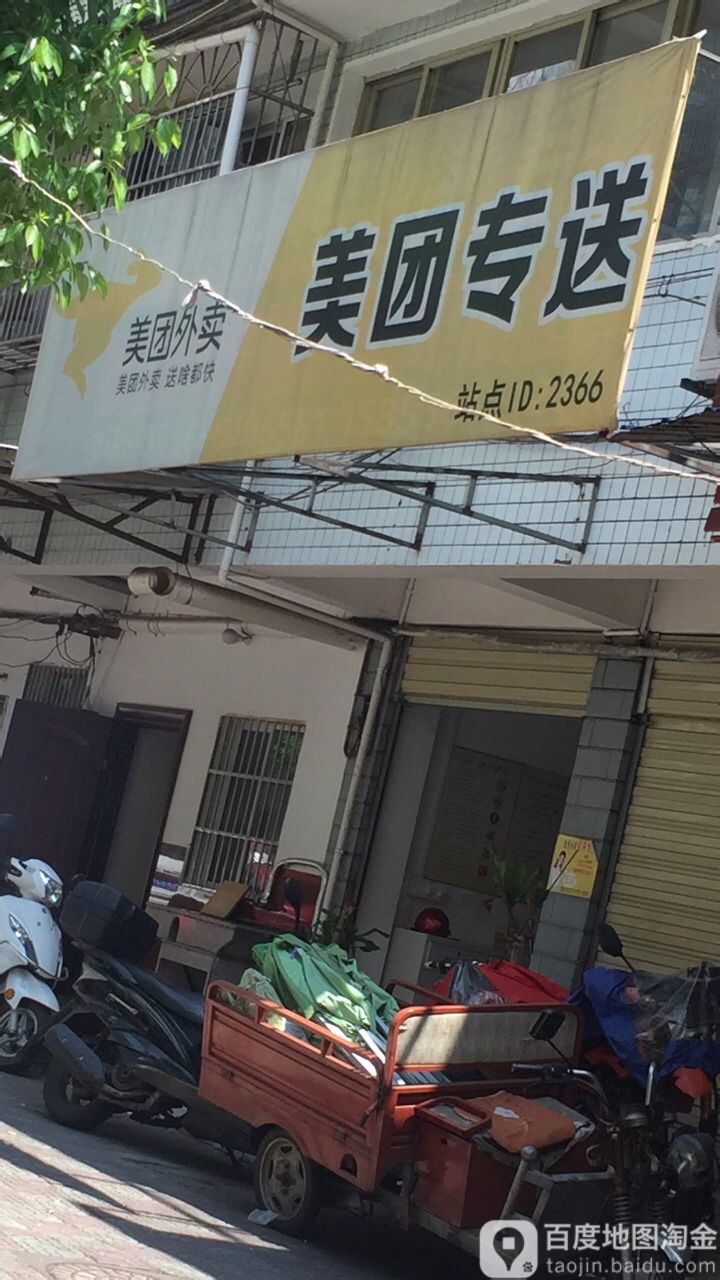 美团专送
美团外卖
美团外卖 送啥都快
站点ID:2366
百度地图淘金
taojin.baidu.com